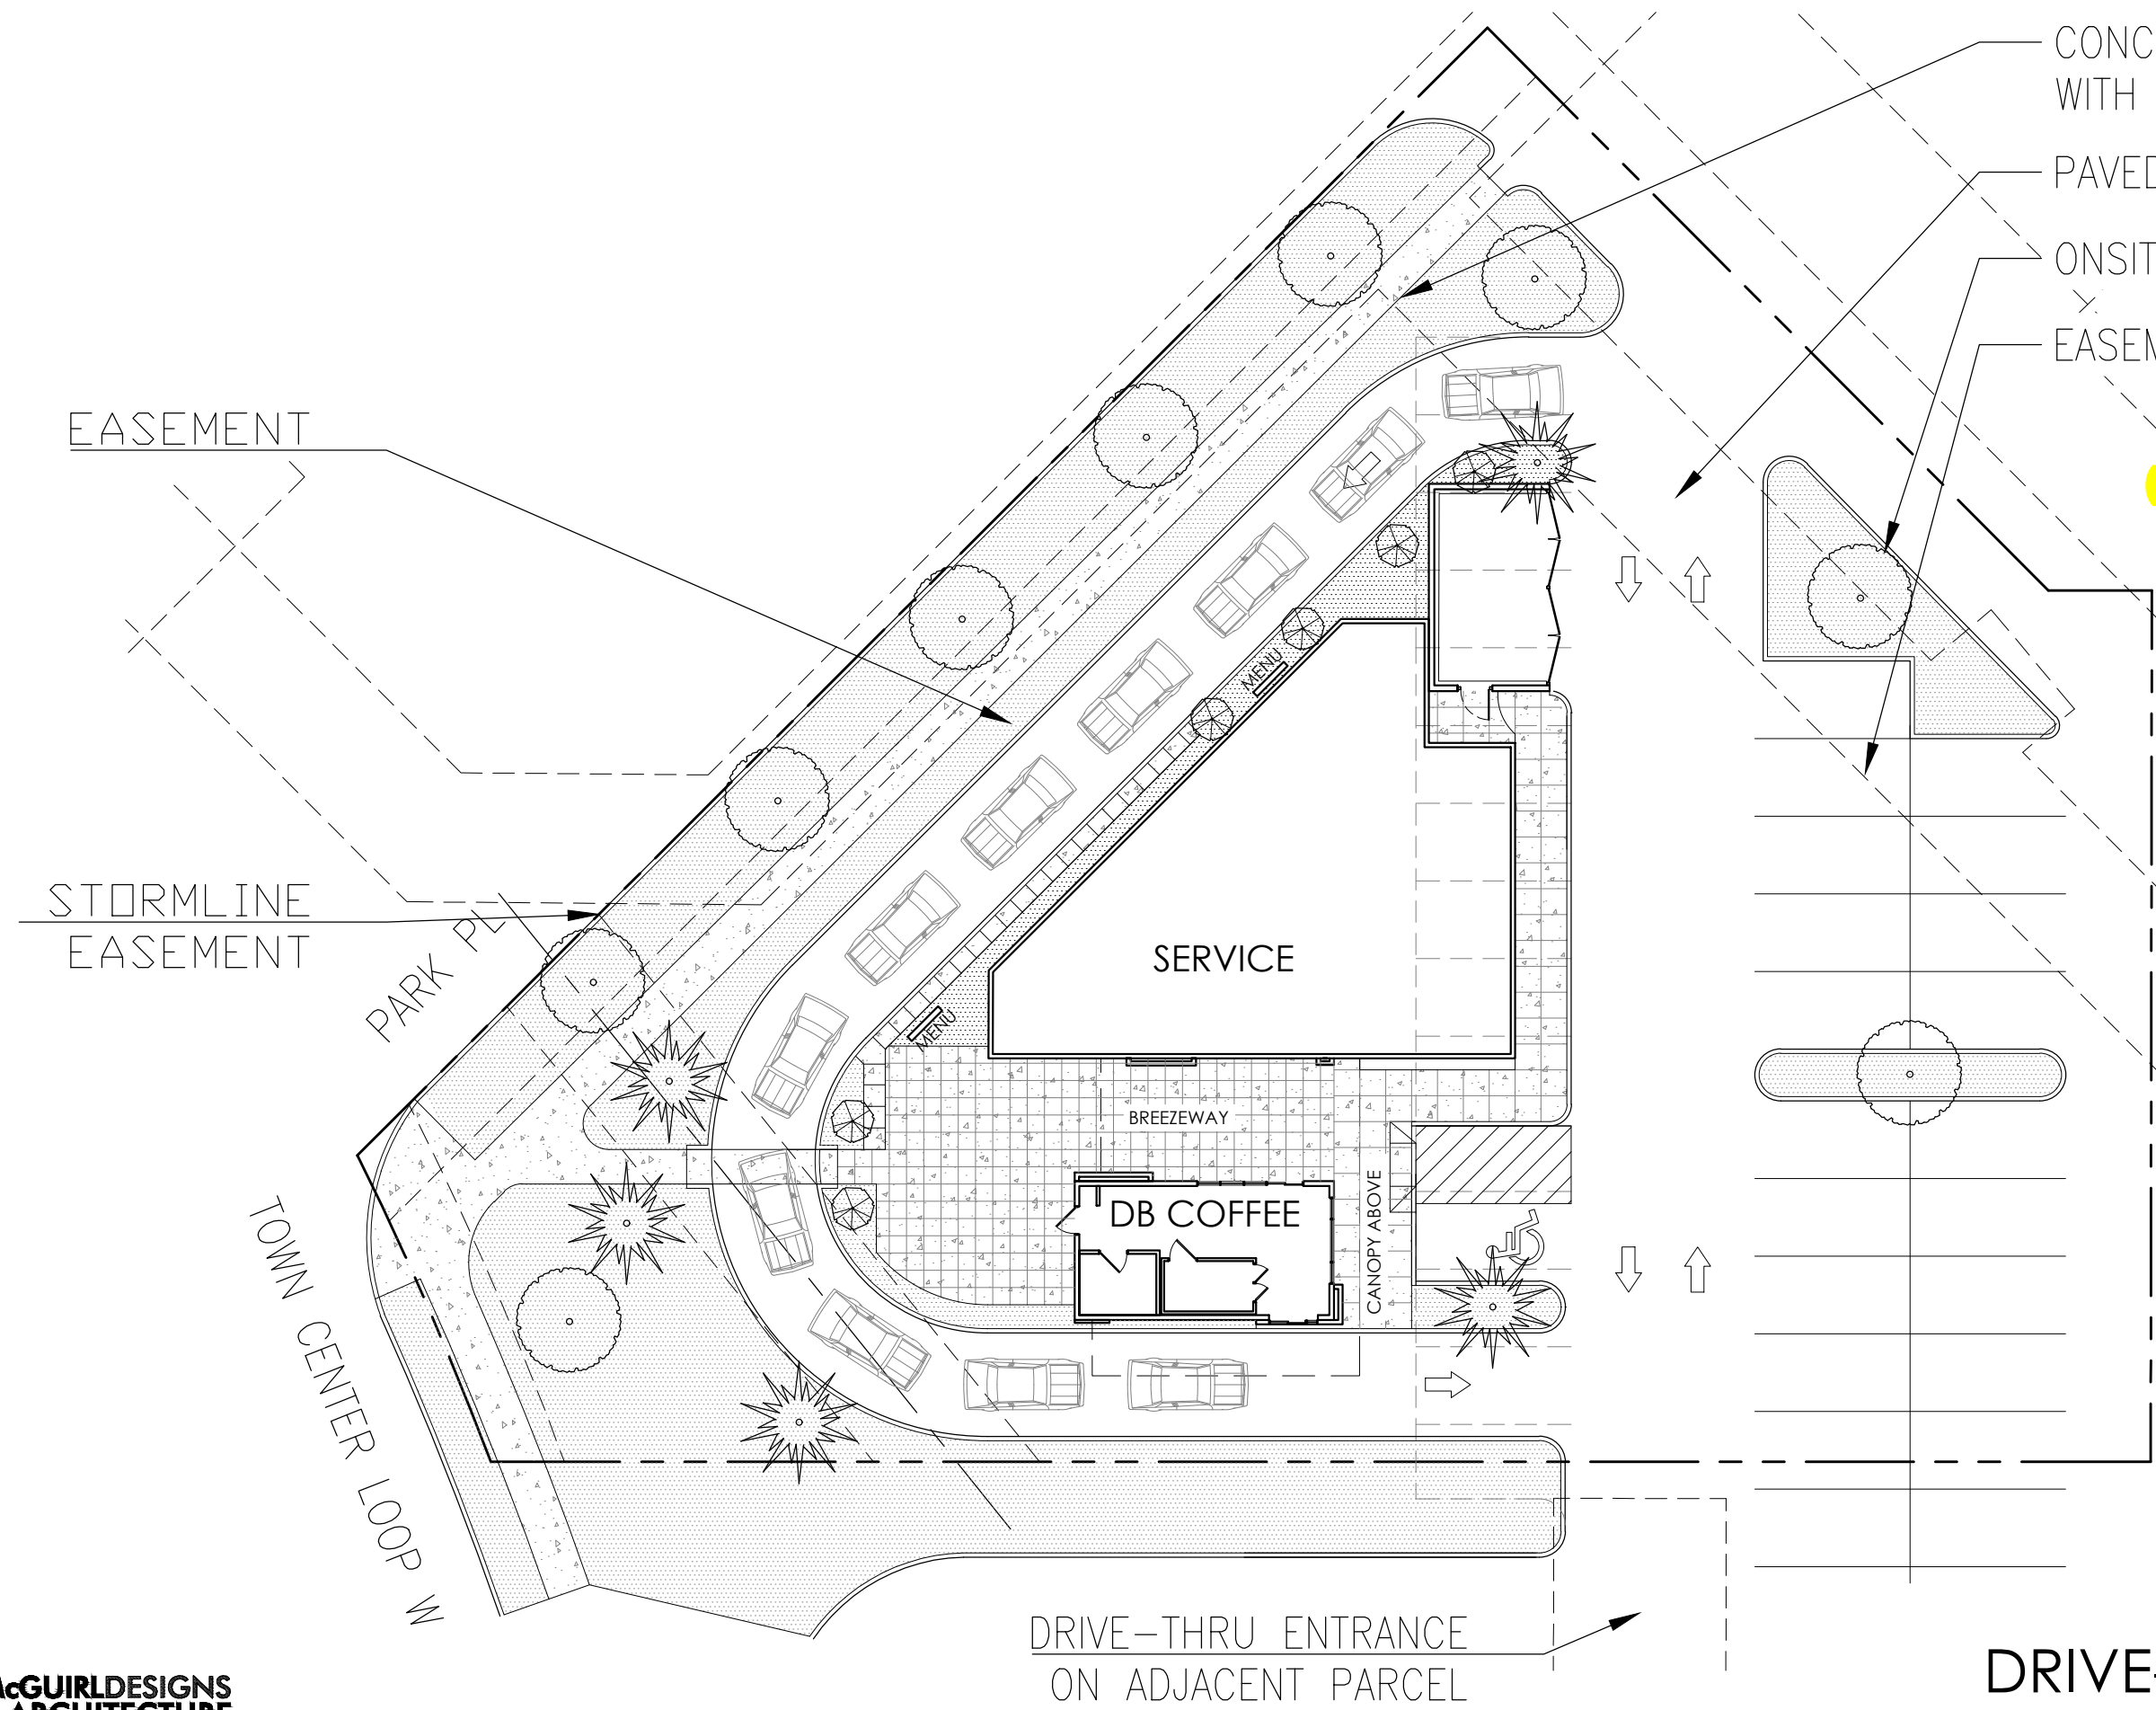 CONC
WITH
PAVED
ONSIT
EASEM
EASEMENT
STORMLINE
EASEMENT
PARK PL
MENU
SERVICE
MENU
BREEZEWAY
DB COFFEE
CANOPY ABOVE
TOWN CENTER LOOP W
DRIVE-THRU ENTRANCE
ON ADJACENT PARCEL
DRIVE-
McGUIRLDESIGNS
ARCHITECTURE